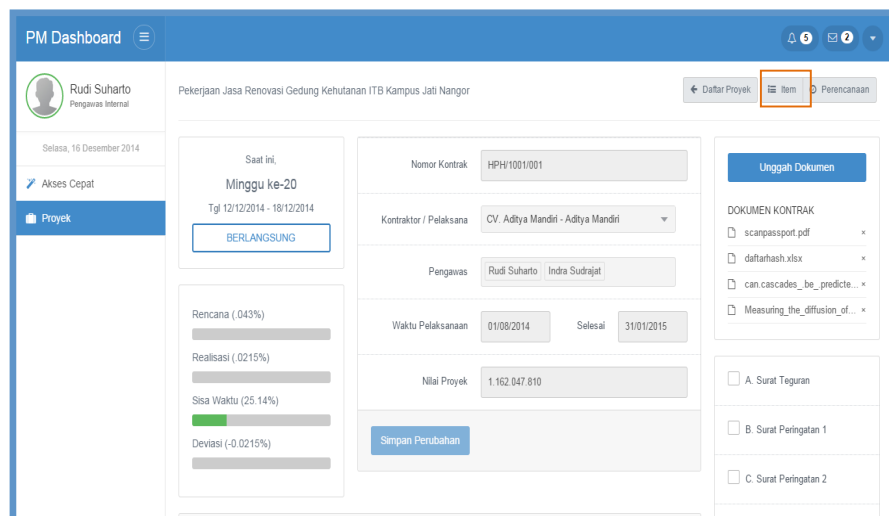 PM Dashboard
5
2
Rudi Suharto
Pengawas Internal
Selasa, 16 Desember 2014
Akses Cepat
Proyek
Pekerjaan Jasa Renovasi Gedung Kehutanan ITB Kampus Jati Nangor
Daftar Proyek
Item
Perencanaan
Saat ini,
Minggu ke-20
Tgl 12/12/2014 - 18/12/2014
BERLANGSUNG
Rencana (.043%)
Realisasi (.0215%)
Sisa Waktu (25.14%)
Deviasi (-0.0215%)
Nomor Kontrak HPH/1001/001
Kontraktor / Pelaksana CV. Aditya Mandiri - Aditya Mandiri
Pengawas Rudi Suharto Indra Sudrajat
Waktu Pelaksanaan 01/08/2014 Selesai 31/01/2015
Nilai Proyek 1.162.047.810
Simpan Perubahan
Unggah Dokumen
DOKUMEN KONTRAK
scanpassport.pdf ×
daftarhash.xlsx ×
can.cascades_.be_.predicte... ×
Measuring_the_diffusion_of... ×
A. Surat Teguran
B. Surat Peringatan 1
C. Surat Peringatan 2